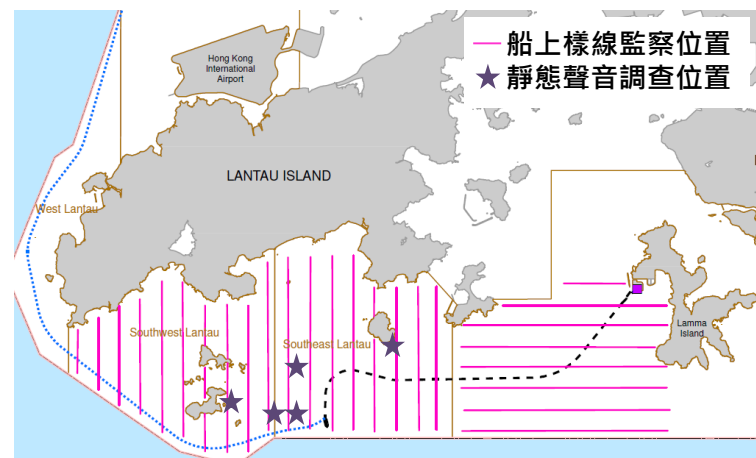 船上樣線監察位置
靜態聲音調查位置
Hong Kong
International
Airport
LANTAU ISLAND
West Lantau
Southwest Lantau
Southeast Lantau
Lamma
Island